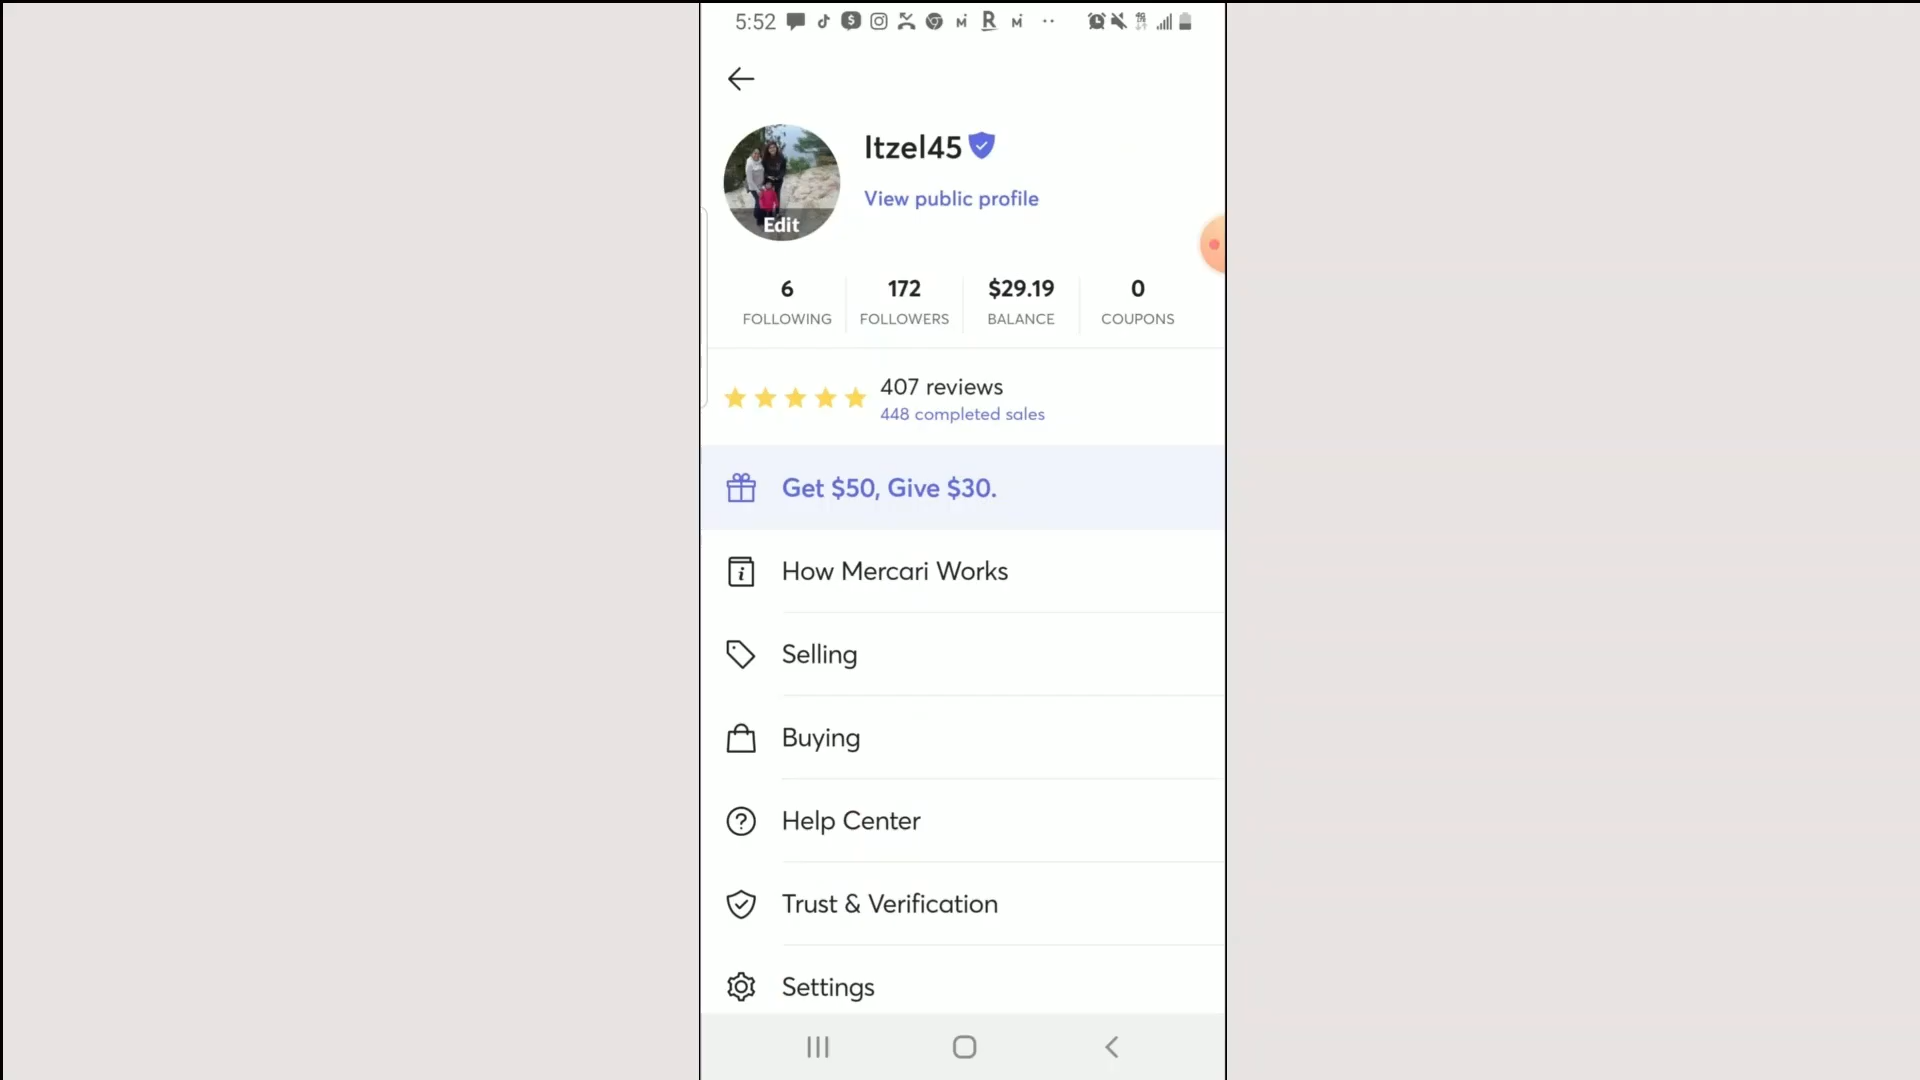 5:52
Itzel45
View public profile
Edit
6 172 $29.19 0
FOLLOWING FOLLOWERS BALANCE COUPONS
407 reviews
448 completed sales
Get $50, Give $30.
How Mercari Works
Selling
Buying
Help Center
Trust & Verification
Settings